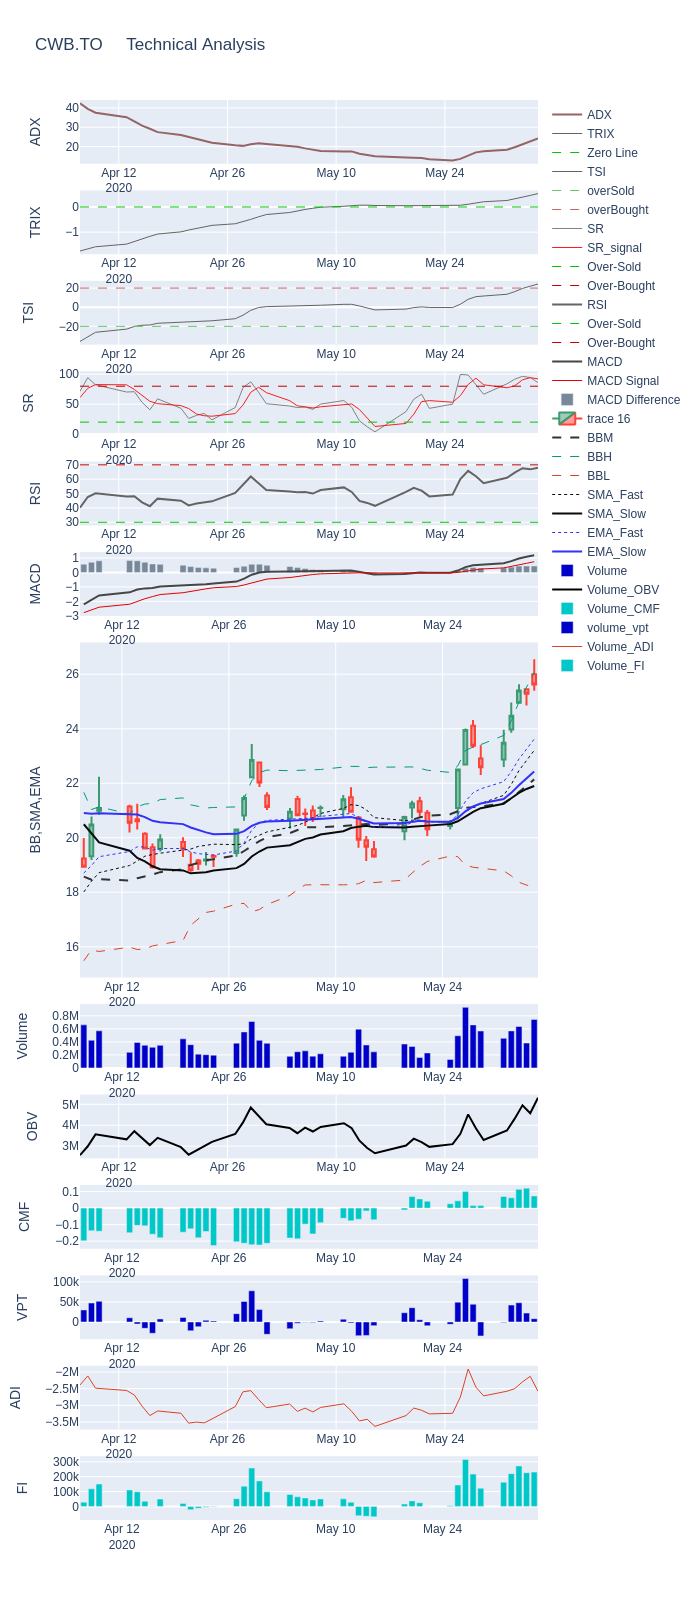 CWB.TO Technical Analysis
ADX
40
30
20
Apr 12
2020
Apr 26
May 10
May 24
TRIX
0
−1
Apr 12
2020
Apr 26
May 10
May 24
TSI
20
0
−20
Apr 12
2020
Apr 26
May 10
May 24
SR
100
50
0
Apr 12
2020
Apr 26
May 10
May 24
RSI
70
60
50
40
30
Apr 12
2020
Apr 26
May 10
May 24
MACD
1
0
−1
−2
−3
Apr 12
2020
Apr 26
May 10
May 24
BB,SMA,EMA
26
24
22
20
18
16
Apr 12
2020
Apr 26
May 10
May 24
Volume
0.8M
0.6M
0.4M
0.2M
0
Apr 12
2020
Apr 26
May 10
May 24
OBV
5M
4M
3M
Apr 12
2020
Apr 26
May 10
May 24
CMF
0.1
0
−0.1
−0.2
Apr 12
2020
Apr 26
May 10
May 24
VPT
100k
50k
0
Apr 12
2020
Apr 26
May 10
May 24
ADI
−2M
−2.5M
−3M
−3.5M
Apr 12
2020
Apr 26
May 10
May 24
FI
300k
200k
100k
0
Apr 12
2020
Apr 26
May 10
May 24
ADX
TRIX
Zero Line
TSI
overSold
overBought
SR
SR_signal
Over-Sold
Over-Bought
RSI
Over-Sold
Over-Bought
MACD
MACD Signal
MACD Difference
trace 16
BBM
BBH
BBL
SMA_Fast
SMA_Slow
EMA_Fast
EMA_Slow
Volume
Volume_OBV
Volume_CMF
volume_vpt
Volume_ADI
Volume_FI